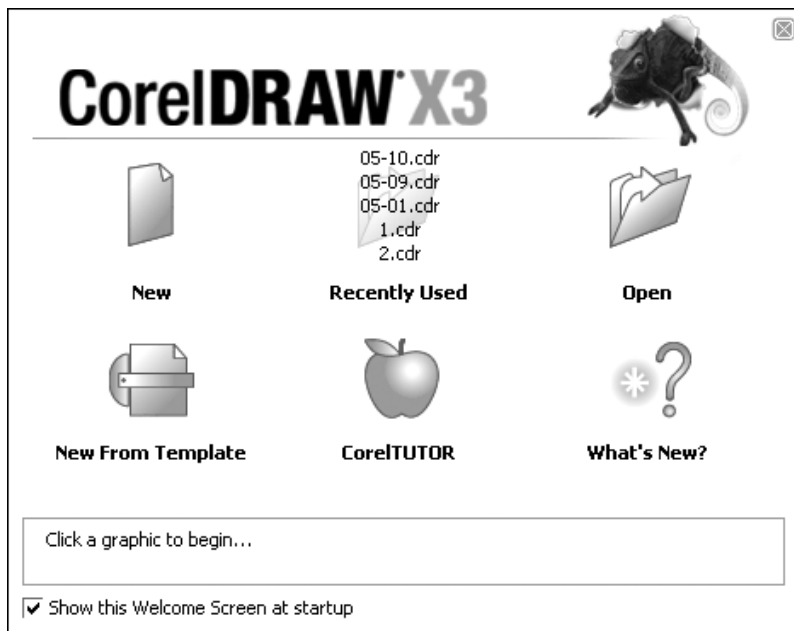 CorelDRAW X3
05-10.cdr
05-09.cdr
05-01.cdr
1.cdr
2.cdr
New
Recently Used
Open
New From Template
CorelTUTOR
What's New?
Click a graphic to begin...
Show this Welcome Screen at startup